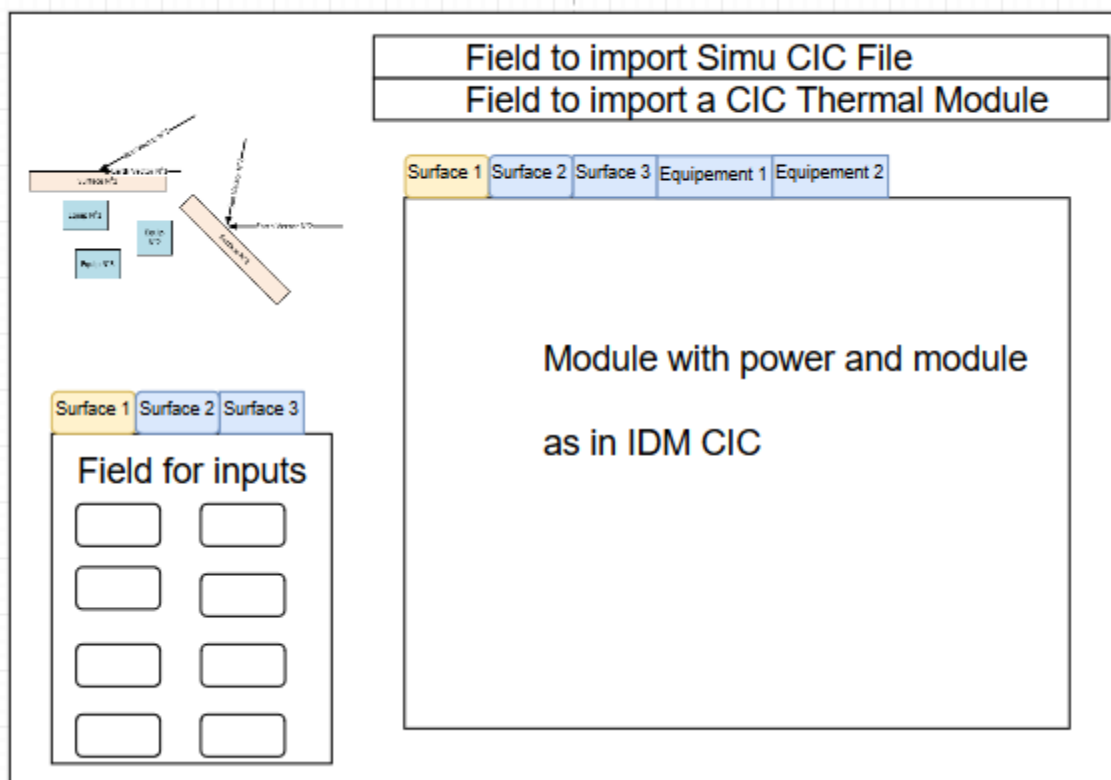 Field to import Simu CIC File
Field to import a CIC Thermal Module
Surface 1
Surface 2
Surface 3
Equipement 1
Equipement 2
Module with power and module
as in IDM CIC
Surface 1
Surface 2
Surface 3
Field for inputs